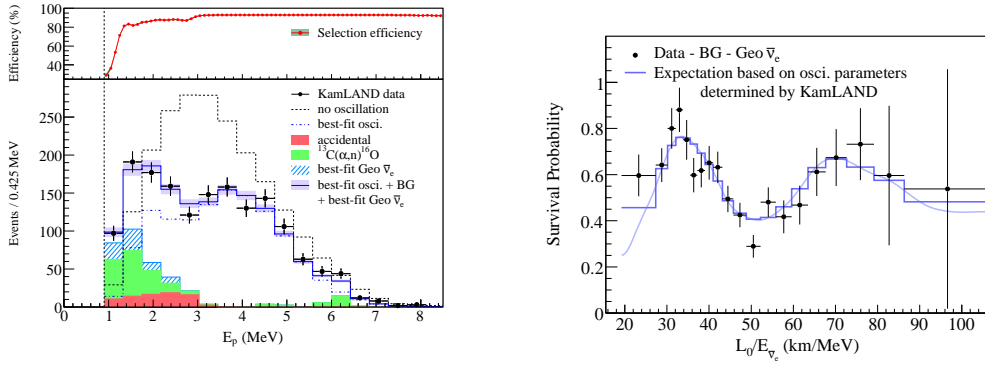 Efficiency (%)
100
80
60
40
Selection efficiency
Events / 0.425 MeV
250
200
150
100
50
0
KamLAND data
no oscillation
best-fit osci.
accidental
¹³C(α,n)¹⁶O
best-fit Geo ν̄ₑ
best-fit osci. + BG
+ best-fit Geo ν̄ₑ
0 1 2 3 4 5 6 7 8
Eₚ (MeV)
Survival Probability
1
0.8
0.6
0.4
0.2
0
Data - BG - Geo ν̄ₑ
Expectation based on osci. parameters
determined by KamLAND
20 30 40 50 60 70 80 90 100
L₀/E_ν̄ₑ (km/MeV)